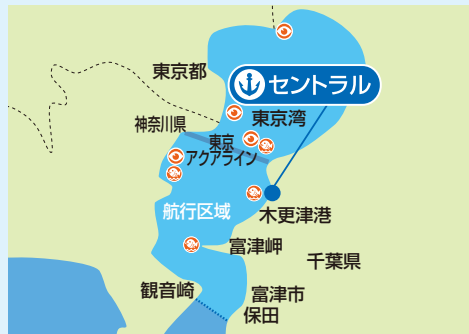 東京都
セントラル
神奈川県
東京湾
東京
アクアライン
航行区域
木更津港
富津岬
千葉県
観音崎
富津市
保田